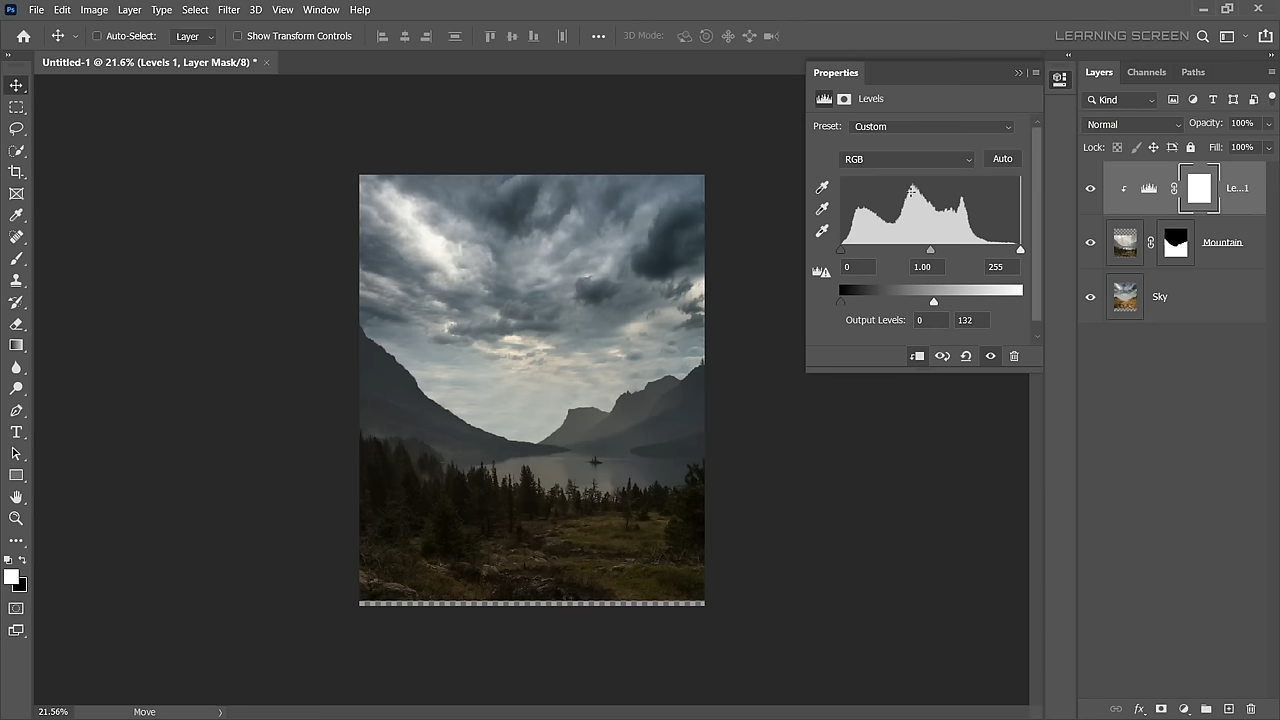 Ps File Edit Image Layer Type Select Filter 3D View Window Help
Auto-Select: Layer Show Transform Controls 3D Mode: LEARNING SCREEN
Untitled-1 @ 21.6% (Levels 1, Layer Mask/8) *
Properties
Levels
Preset: Custom
RGB Auto
0 1.00 255
Output Levels: 0 132
Layers Channels Paths
Kind
Normal Opacity: 100%
Lock: Fill: 100%
Le...1
Mountain
Sky
21.56% Move